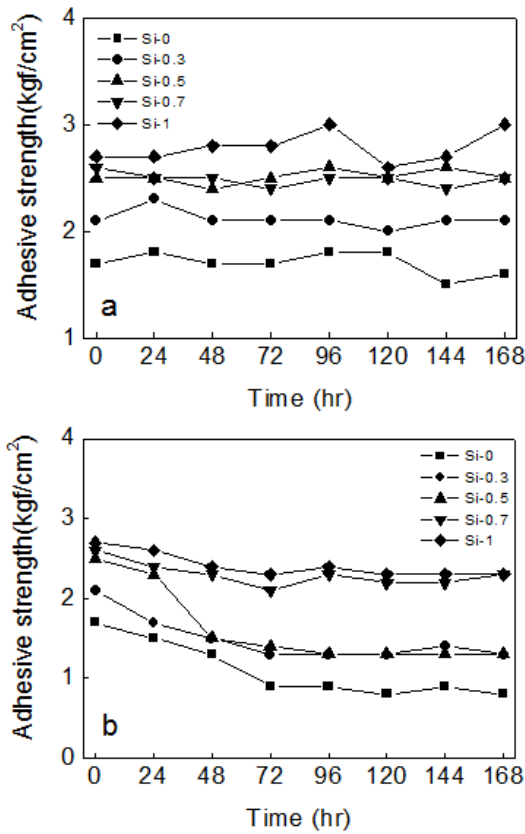 4
3
2
1
Adhesive strength(kgf/cm²)
Si-0
Si-0.3
Si-0.5
Si-0.7
Si-1
a
0 24 48 72 96 120 144 168
Time (hr)
4
3
2
1
0
Adhesive strength(kgf/cm²)
Si-0
Si-0.3
Si-0.5
Si-0.7
Si-1
b
0 24 48 72 96 120 144 168
Time (hr)